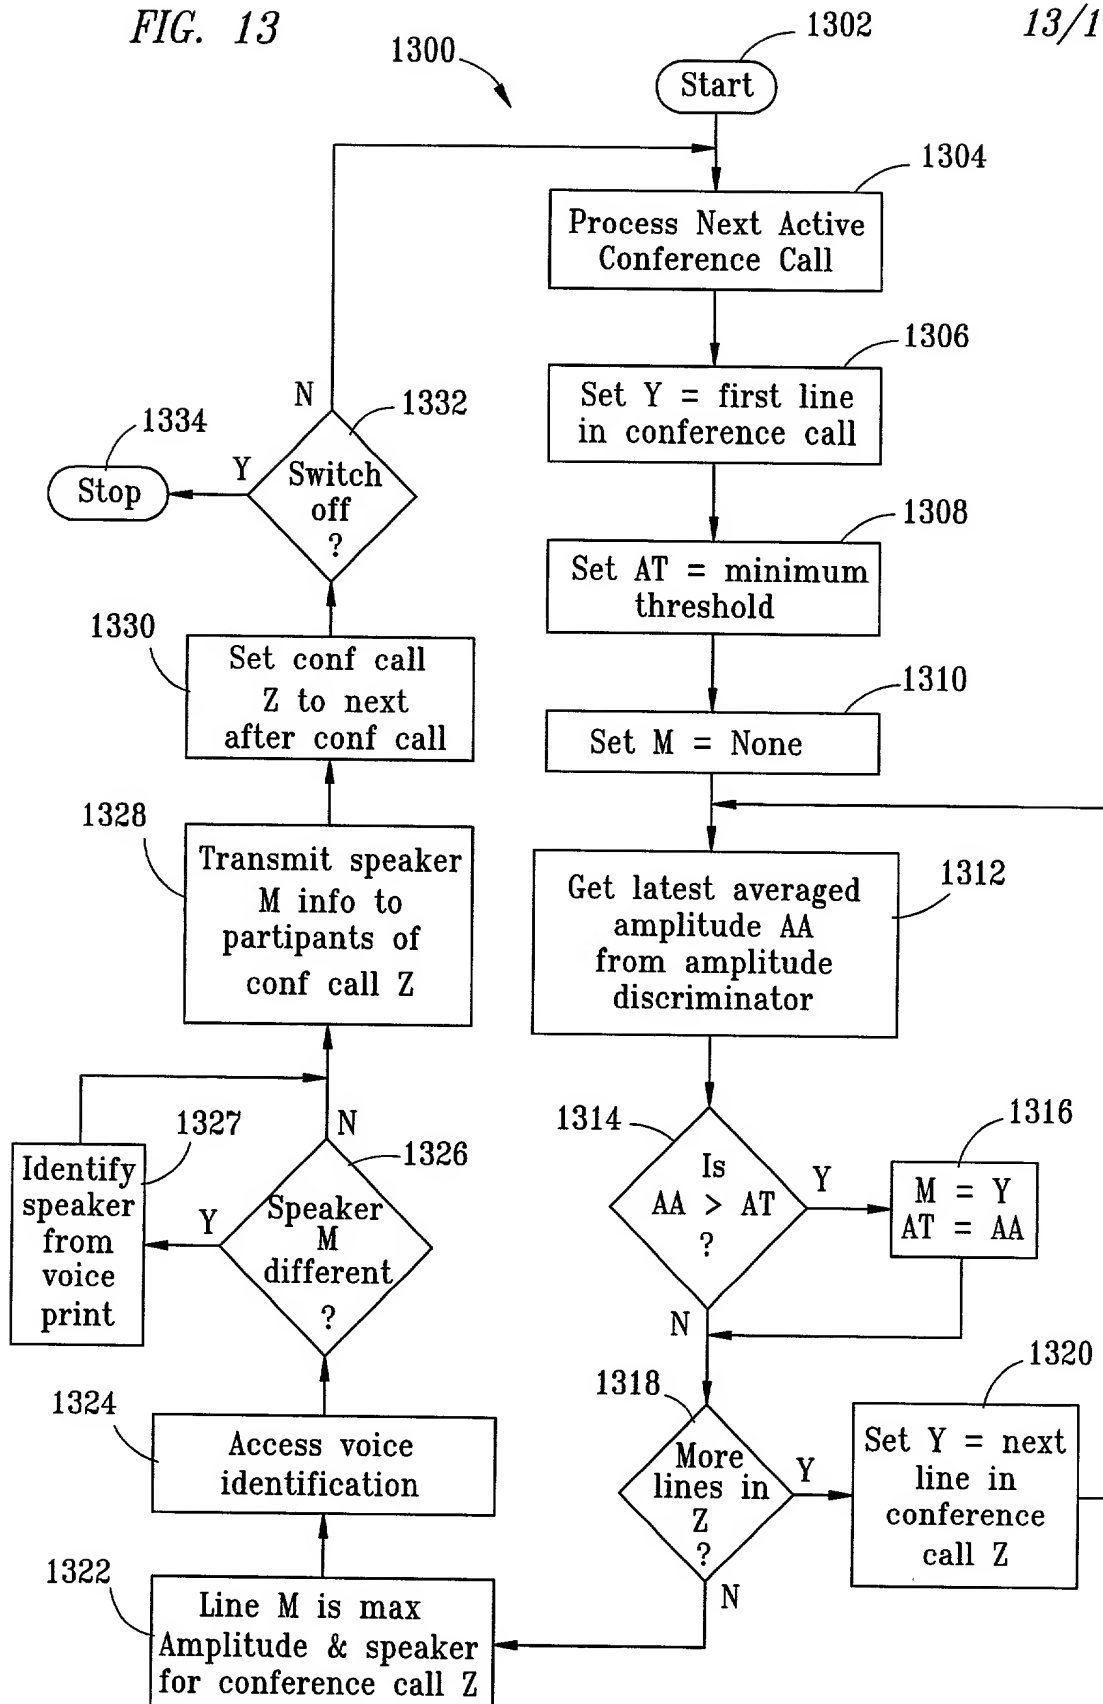 FIG. 13
13/1
1300
1302
Start
1304
Process Next Active
Conference Call
1306
Set Y = first line
in conference call
1308
Set AT = minimum
threshold
1310
Set M = None
1312
Get latest averaged
amplitude AA
from amplitude
discriminator
1314
Is
AA > AT
?
Y
N
1316
M = Y
AT = AA
1318
More
lines in
Z
?
Y
N
1320
Set Y = next
line in
conference
call Z
1322
Line M is max
Amplitude & speaker
for conference call Z
1324
Access voice
identification
1326
Speaker
M
different
?
Y
N
1327
Identify
speaker
from
voice
print
1328
Transmit speaker
M info to
partipants of
conf call Z
1330
Set conf call
Z to next
after conf call
1332
Switch
off
?
N
Y
1334
Stop